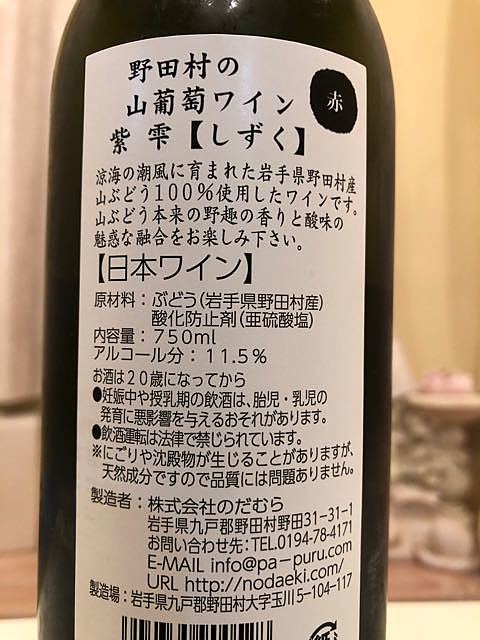 野田村の
山葡萄ワイン
赤
紫雫【しずく】
涼海の潮風に育まれた岩手県野田村産
山ぶどう100%使用したワインです。
山ぶどう本来の野趣の香りと酸味の
魅惑な融合をお楽しみ下さい。
【日本ワイン】
原材料：ぶどう(岩手県野田村産)
酸化防止剤(亜硫酸塩)
内容量：750ml
アルコール分：11.5%
お酒は20歳になってから
●妊娠中や授乳期の飲酒は、胎児・乳児の
発育に悪影響を与えるおそれがあります。
●飲酒運転は法律で禁じられています。
※にごりや沈殿物が生じることがありますが、
天然成分ですので品質には問題ありません。
製造者：株式会社のだむら
岩手県九戸郡野田村野田31-31-1
お問い合わせ先：TEL.0194-78-4171
E-MAIL info@pa-puru.com
URL http://nodaeki.com/
製造場：岩手県九戸郡野田村大字玉川5-104-117